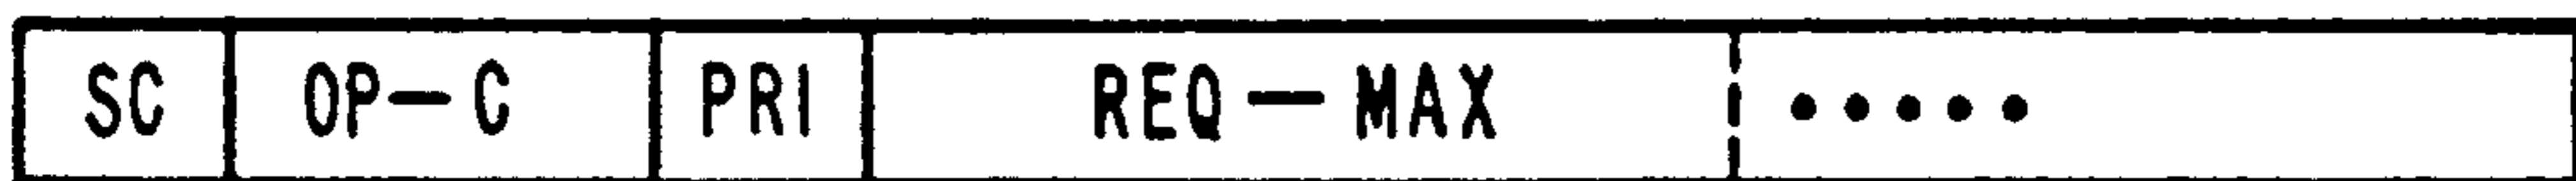 SC OP-C PRI REQ-MAX .....